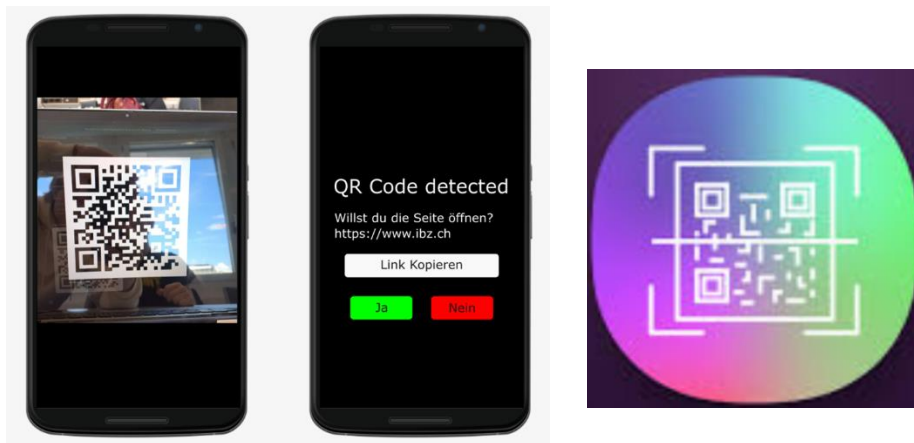 QR Code detected
Willst du die Seite öffnen?
https://www.ibz.ch
Link Kopieren
Ja
Nein